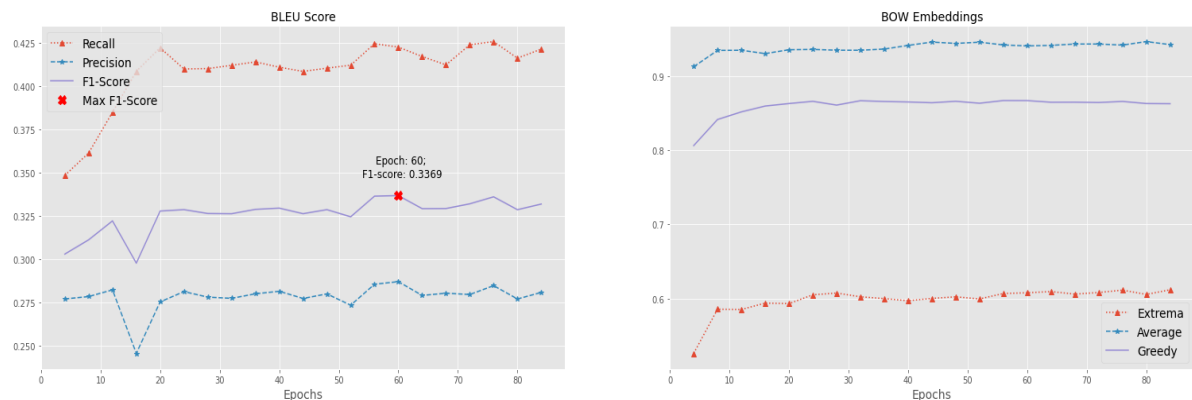 BLEU Score
0.425
0.400
0.375
0.350
0.325
0.300
0.275
0.250
Recall
Precision
F1-Score
Max F1-Score
Epoch: 60;
F1-score: 0.3369
0 10 20 30 40 50 60 70 80
Epochs
BOW Embeddings
0.9
0.8
0.7
0.6
Extrema
Average
Greedy
0 10 20 30 40 50 60 70 80
Epochs